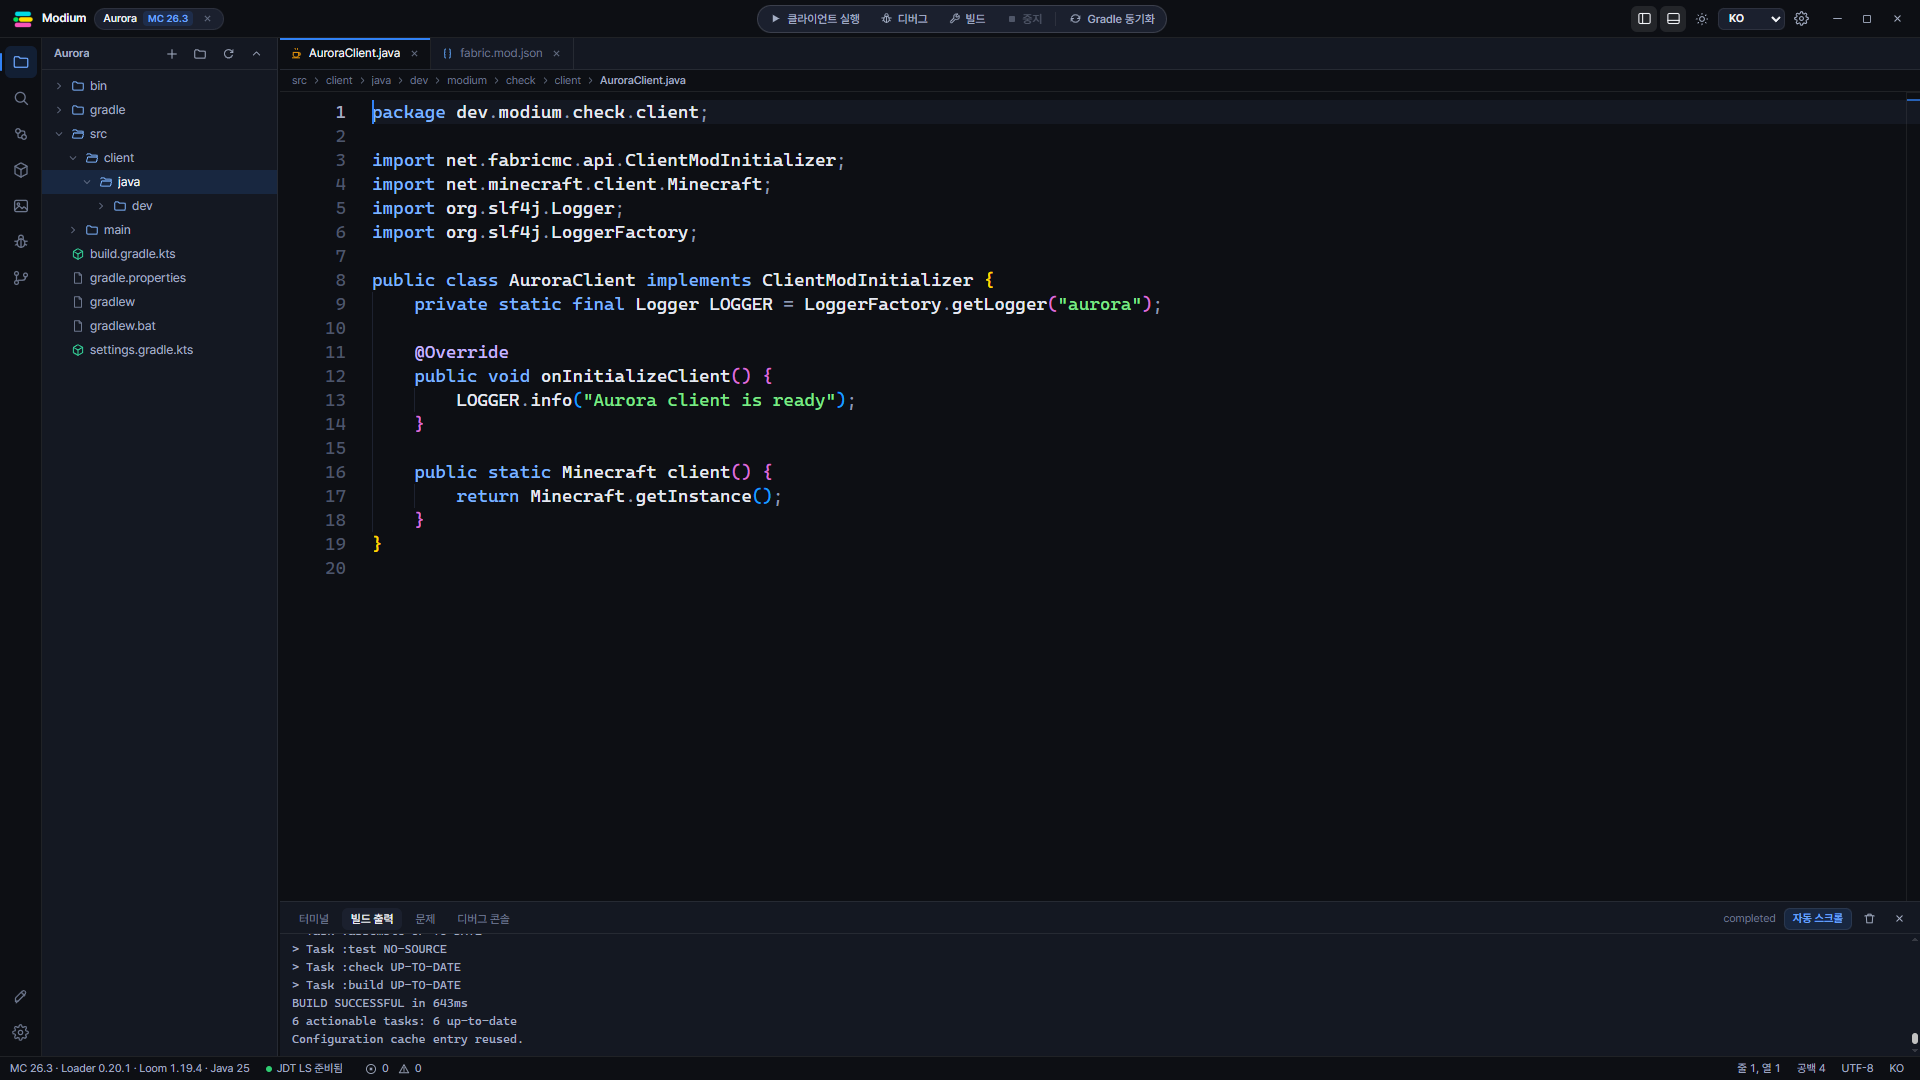 Modium Aurora MC 26.3
클라이언트 실행 디버그 빌드 중지 Gradle 동기화
KO
Aurora
AuroraClient.java fabric.mod.json
src client java dev modium check client AuroraClient.java
bin
gradle
src
client
java
dev
main
build.gradle.kts
gradle.properties
gradlew
gradlew.bat
settings.gradle.kts
1 package dev.modium.check.client;
2
3 import net.fabricmc.api.ClientModInitializer;
4 import net.minecraft.client.Minecraft;
5 import org.slf4j.Logger;
6 import org.slf4j.LoggerFactory;
7
8 public class AuroraClient implements ClientModInitializer {
9 private static final Logger LOGGER = LoggerFactory.getLogger("aurora");
10
11 @Override
12 public void onInitializeClient() {
13 LOGGER.info("Aurora client is ready");
14 }
15
16 public static Minecraft client() {
17 return Minecraft.getInstance();
18 }
19 }
20
터미널 빌드 출력 문제 디버그 콘솔
completed 자동 스크롤
> Task :test NO-SOURCE
> Task :check UP-TO-DATE
> Task :build UP-TO-DATE
BUILD SUCCESSFUL in 643ms
6 actionable tasks: 6 up-to-date
Configuration cache entry reused.
MC 26.3 · Loader 0.20.1 · Loom 1.19.4 · Java 25 JDT LS 준비됨 0 0
줄 1, 열 1 공백 4 UTF-8 KO